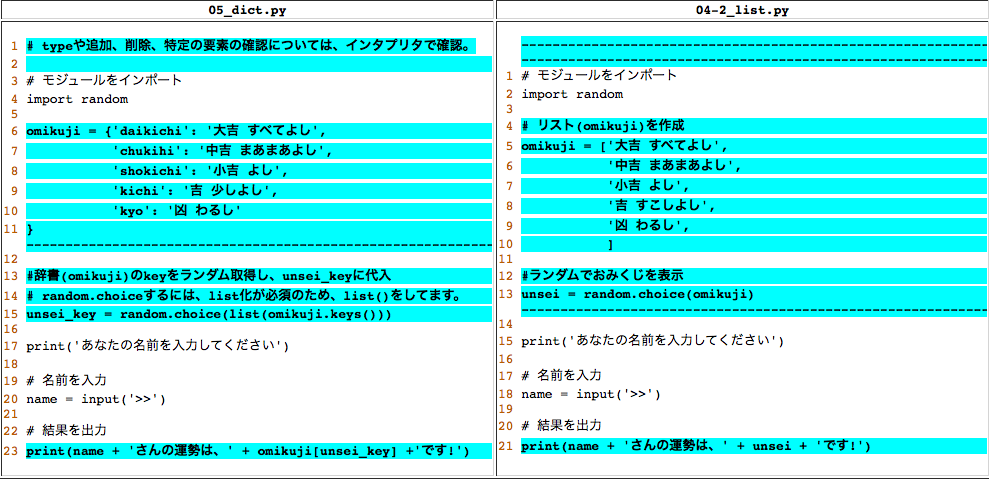 05_dict.py
1 # typeや追加、削除、特定の要素の確認については、インタプリタで確認。
2
3 # モジュールをインポート
4 import random
5
6 omikuji = {'daikichi': '大吉 すべてよし',
7 'chukihi': '中吉 まあまあよし',
8 'shokichi': '小吉 よし',
9 'kichi': '吉 少しよし',
10 'kyo': '凶 わるし'
11 }
------------------------------------------------------------
12
13 #辞書(omikuji)のkeyをランダム取得し、unsei_keyに代入
14 # random.choiceするには、list化が必須のため、list()をしてます。
15 unsei_key = random.choice(list(omikuji.keys()))
16
17 print('あなたの名前を入力してください')
18
19 # 名前を入力
20 name = input('>>')
21
22 # 結果を出力
23 print(name + 'さんの運勢は、' + omikuji[unsei_key] +'です!')
04-2_list.py
------------------------------------------------------------
------------------------------------------------------------
1 # モジュールをインポート
2 import random
3
4 # リスト(omikuji)を作成
5 omikuji = ['大吉 すべてよし',
6 '中吉 まあまあよし',
7 '小吉 よし',
8 '吉 すこしよし',
9 '凶 わるし',
10 ]
11
12 #ランダムでおみくじを表示
13 unsei = random.choice(omikuji)
------------------------------------------------------------
14
15 print('あなたの名前を入力してください')
16
17 # 名前を入力
18 name = input('>>')
19
20 # 結果を出力
21 print(name + 'さんの運勢は、' + unsei + 'です!')